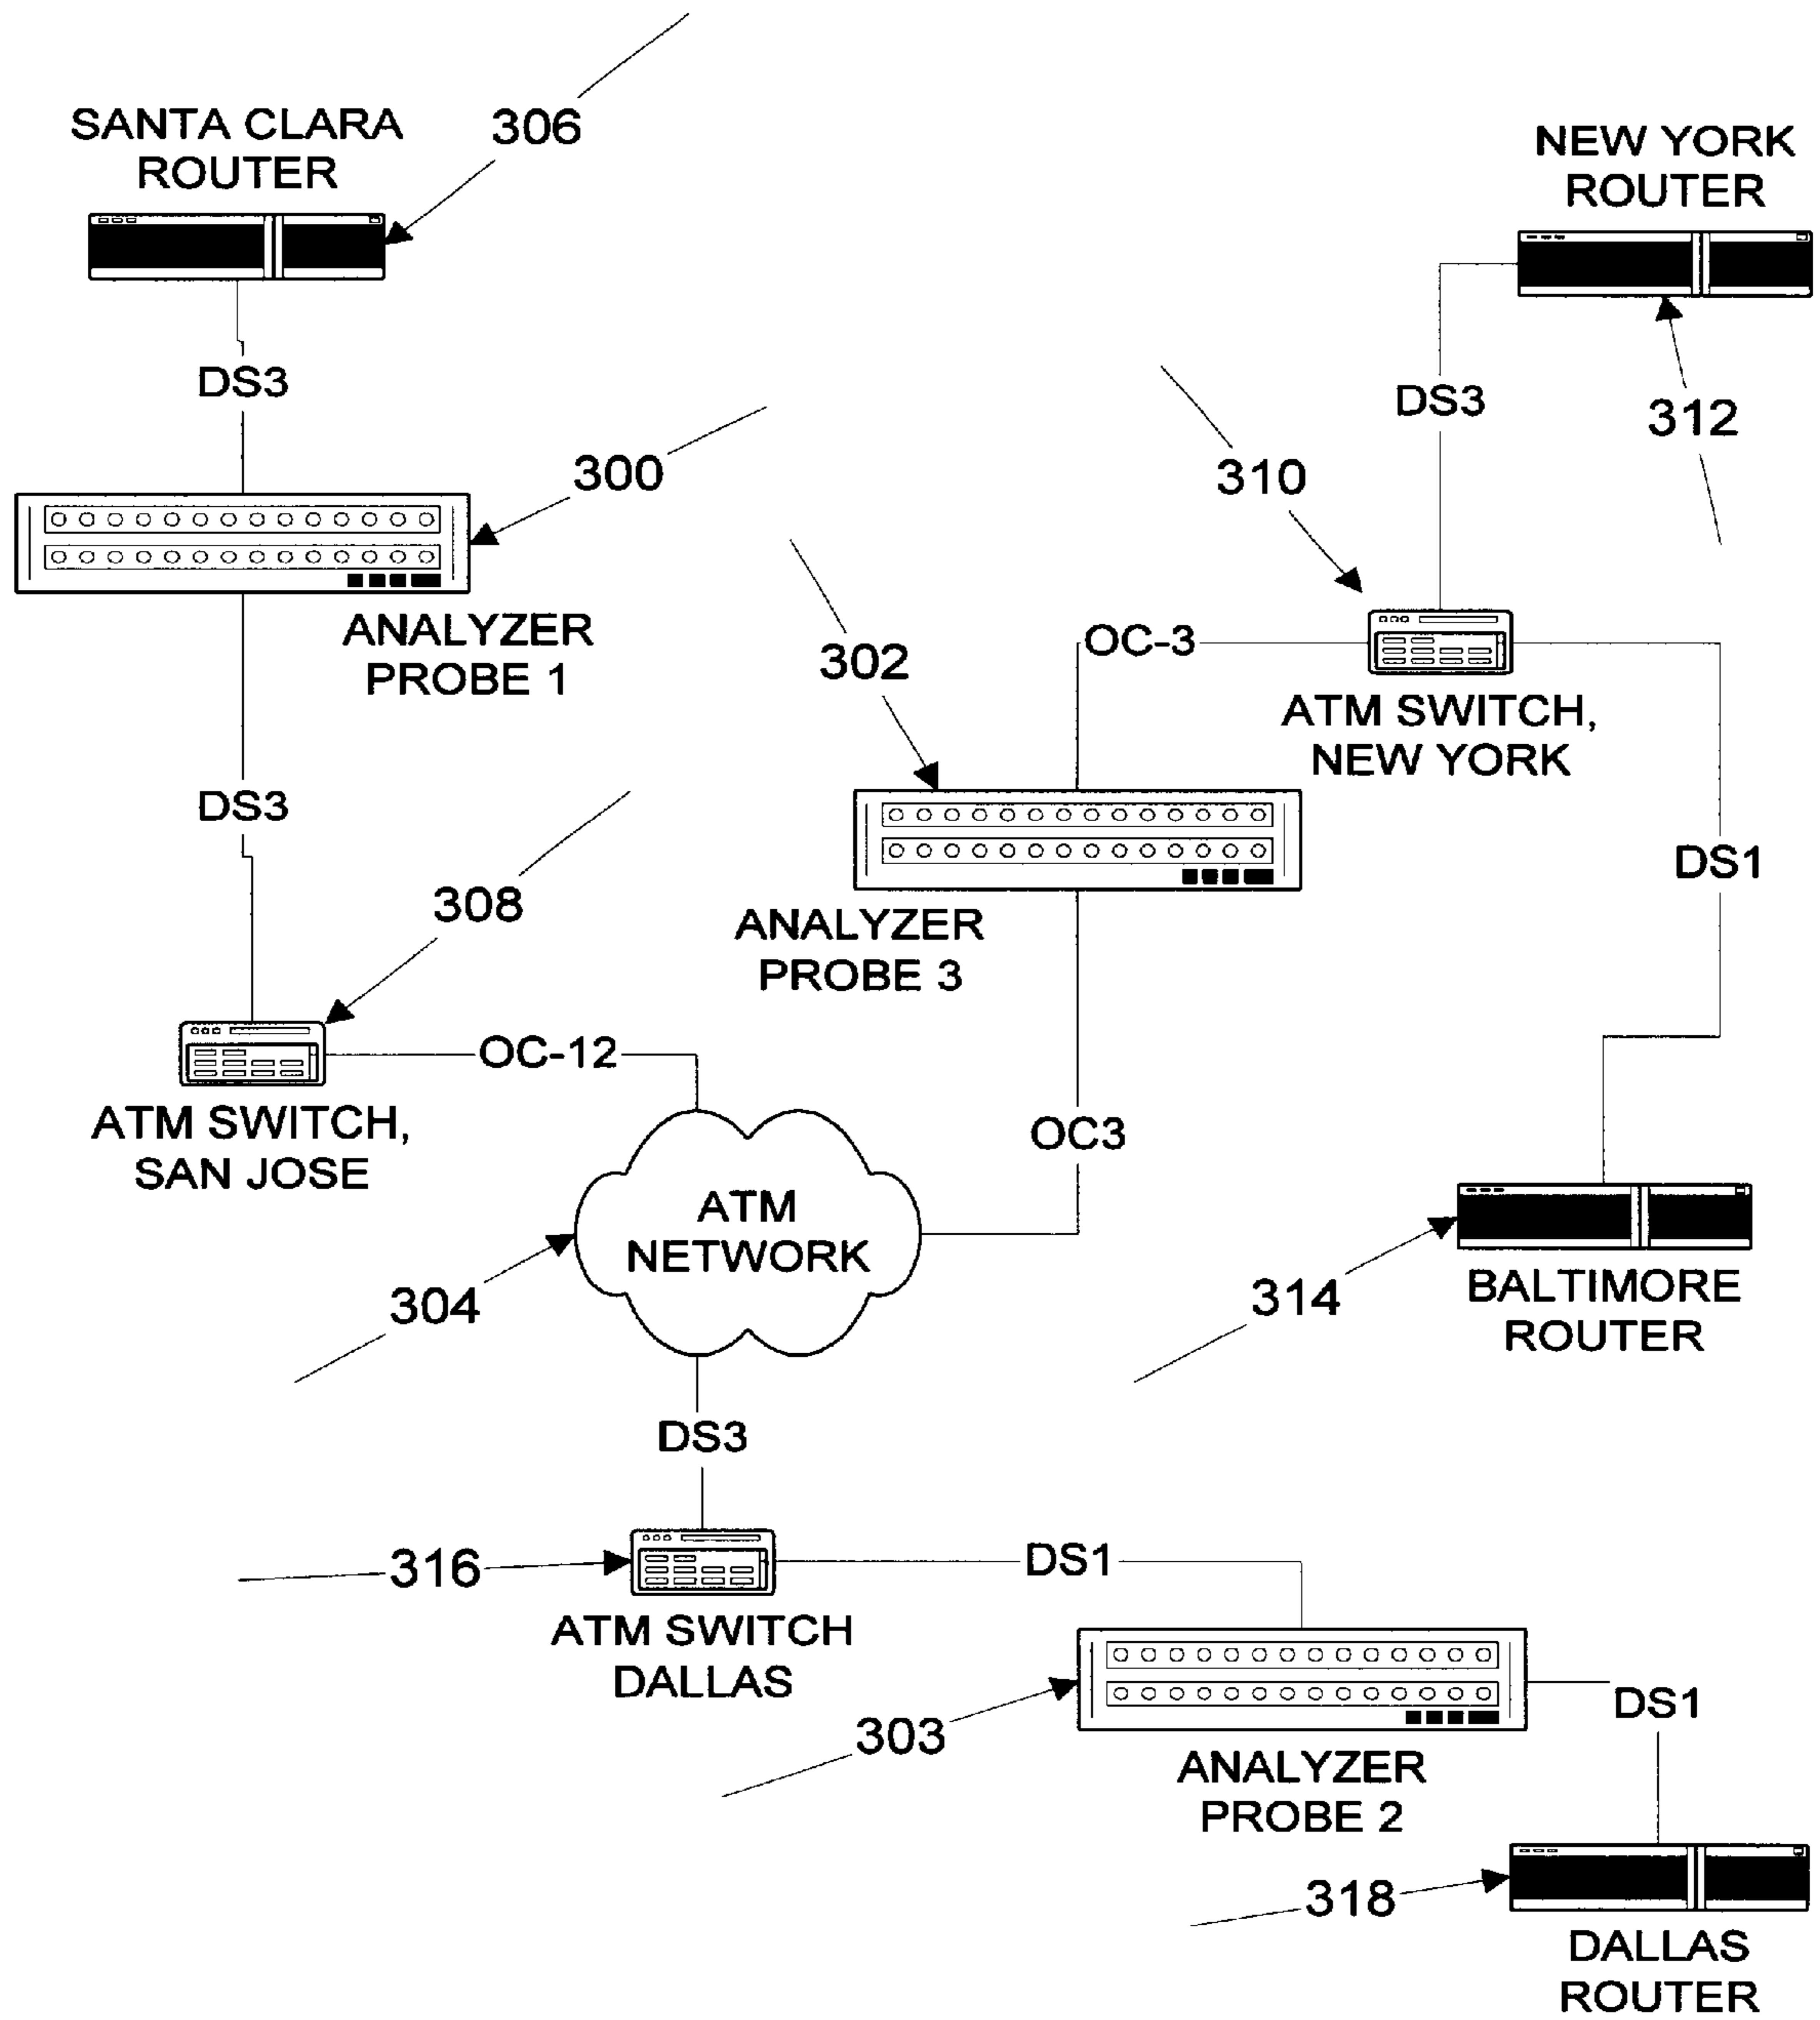 SANTA CLARA
ROUTER
306
NEW YORK
ROUTER
DS3
DS3
312
300
310
ANALYZER
PROBE 1
302
OC-3
ATM SWITCH,
NEW YORK
DS3
DS1
308
ANALYZER
PROBE 3
OC-12
ATM SWITCH,
SAN JOSE
OC3
ATM
NETWORK
304
314
BALTIMORE
ROUTER
DS3
316
DS1
ATM SWITCH
DALLAS
303
DS1
ANALYZER
PROBE 2
318
DALLAS
ROUTER